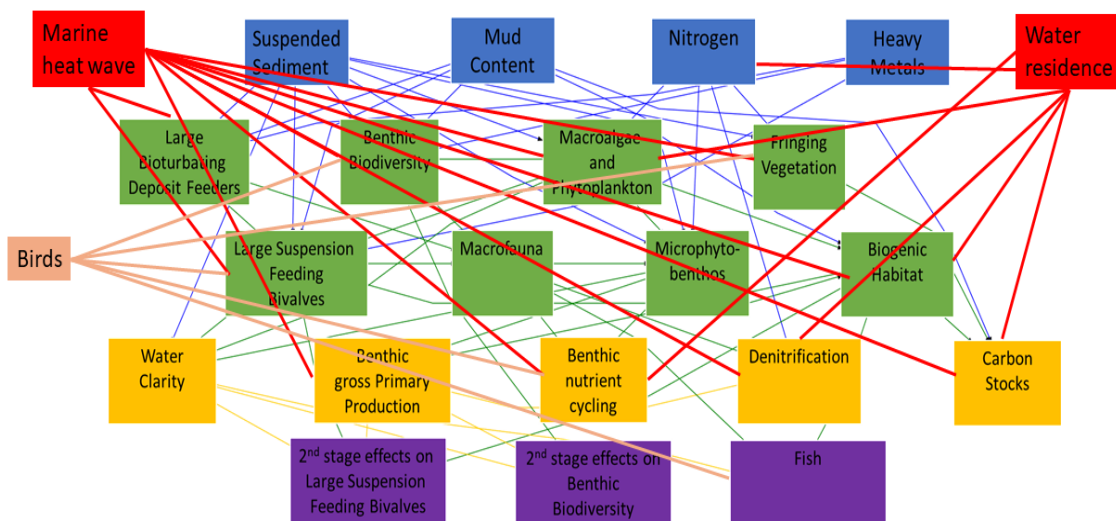 Marine
heat wave
Suspended
Sediment
Mud
Content
Nitrogen
Heavy
Metals
Water
residence
Large
Bioturbating
Deposit Feeders
Benthic
Biodiversity
Macroalgae
and
Phytoplankton
Fringing
Vegetation
Birds
Large Suspension
Feeding
Bivalves
Macrofauna
Microphyto-
benthos
Biogenic
Habitat
Water
Clarity
Benthic
gross Primary
Production
Benthic
nutrient
cycling
Denitrification
Carbon
Stocks
2nd stage effects on
Large Suspension
Feeding Bivalves
2nd stage effects on
Benthic
Biodiversity
Fish